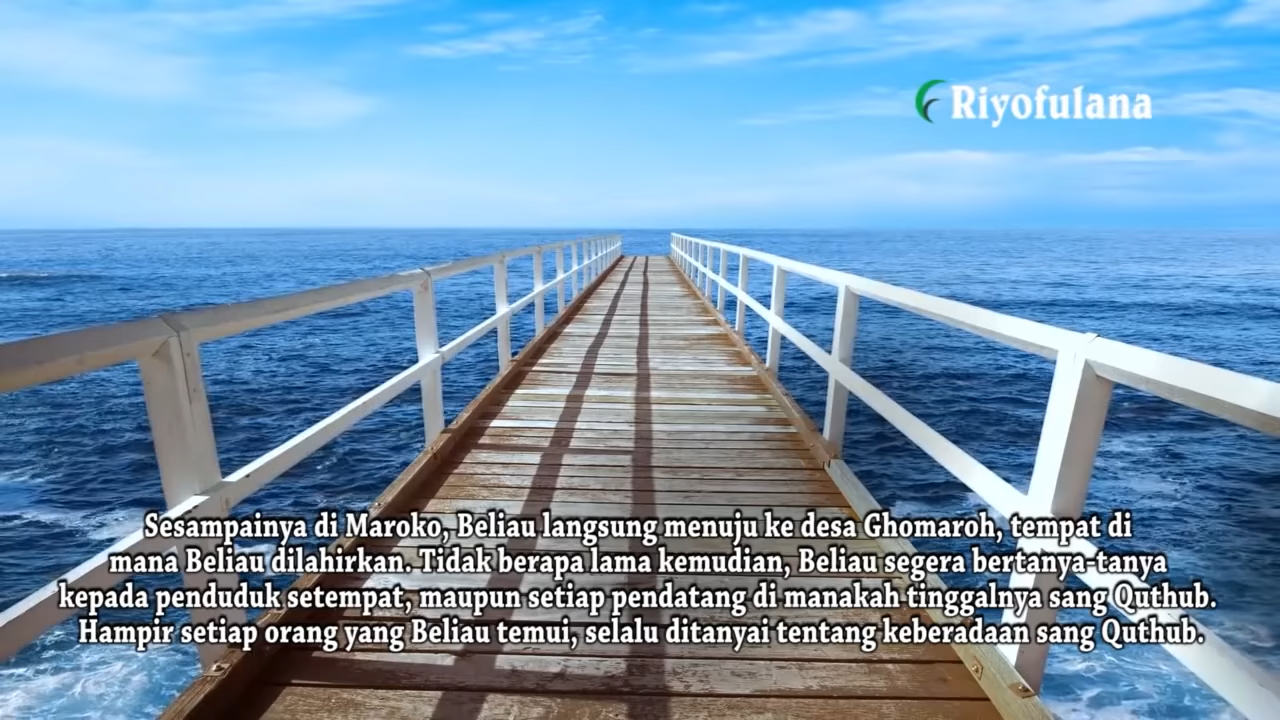 Riyofulana
Sesampainya di Maroko, Beliau langsung menuju ke desa Ghomaroh, tempat di
mana Beliau dilahirkan. Tidak berapa lama kemudian, Beliau segera bertanya-tanya
kepada penduduk setempat, maupun setiap pendatang di manakah tinggalnya sang Quthub.
Hampir setiap orang yang Beliau temui, selalu ditanyai tentang keberadaan sang Quthub.